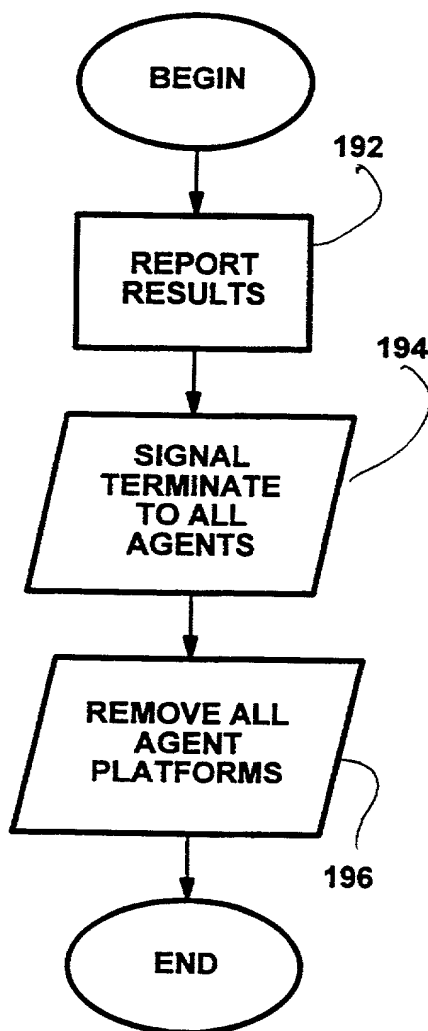 BEGIN
192
REPORT
RESULTS
194
SIGNAL
TERMINATE
TO ALL
AGENTS
REMOVE ALL
AGENT
PLATFORMS
196
END